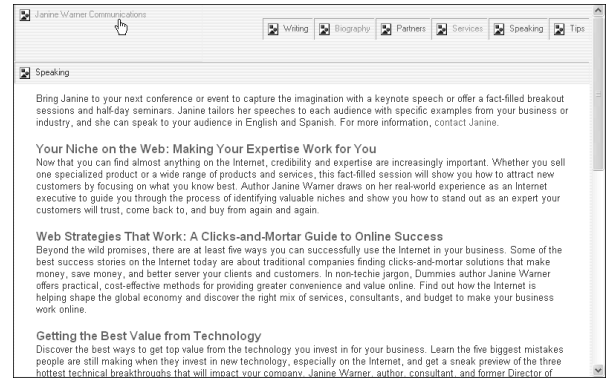 Janine Warner Communications
Writing Biography Partners Services Speaking Tips
Speaking
Bring Janine to your next conference or event to capture the imagination with a keynote speech or offer a fact-filled breakout
sessions and half-day seminars. Janine tailors her speeches to each audience with specific examples from your business or
industry, and she can speak to your audience in English and Spanish. For more information, contact Janine.
Your Niche on the Web: Making Your Expertise Work for You
Now that you can find almost anything on the Internet, credibility and expertise are increasingly important. Whether you sell
one specialized product or a wide range of products and services, this fact-filled session will show you how to attract new
customers by focusing on what you know best. Author Janine Warner draws on her real-world experience as an Internet
executive to guide you through the process of identifying valuable niches and show you how to stand out as an expert your
customers will trust, come back to, and buy from again and again.
Web Strategies That Work: A Clicks-and-Mortar Guide to Online Success
Beyond the wild promises, there are at least five ways you can successfully use the Internet in your business. Some of the
best success stories on the Internet today are about traditional companies finding clicks-and-mortar solutions that make
money, save money, and better server your clients and customers. In non-techie jargon, Dummies author Janine Warner
offers practical, cost-effective methods for providing greater convenience and value online. Find out how the Internet is
helping shape the global economy and discover the right mix of services, consultants, and budget to make your business
work online.
Getting the Best Value from Technology
Discover the best ways to get top value from the technology you invest in for your business. Learn the five biggest mistakes
people are still making when they invest in new technology, especially on the Internet, and get a sneak preview of the three
hottest technical breakthroughs that will impact your company. Janine Warner, author, consultant, and former Director of